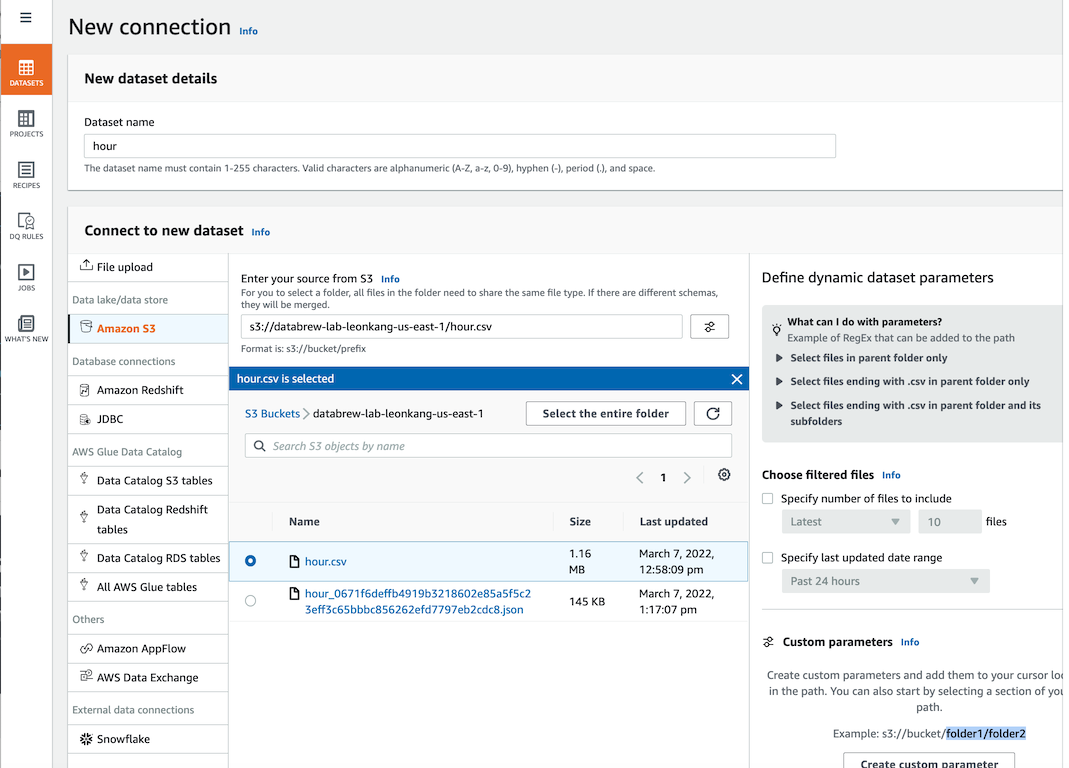 New connection Info
DATASETS
PROJECTS
RECIPES
DQ RULES
JOBS
WHAT'S NEW
New dataset details
Dataset name
hour
The dataset name must contain 1-255 characters. Valid characters are alphanumeric (A-Z, a-z, 0-9), hyphen (-), period (.), and space.
Connect to new dataset Info
File upload
Data lake/data store
Amazon S3
Database connections
Amazon Redshift
JDBC
AWS Glue Data Catalog
Data Catalog S3 tables
Data Catalog Redshift
tables
Data Catalog RDS tables
All AWS Glue tables
Others
Amazon AppFlow
AWS Data Exchange
External data connections
Snowflake
Enter your source from S3 Info
For you to select a folder, all files in the folder need to share the same file type. If there are different schemas,
they will be merged.
s3://databrew-lab-leonkang-us-east-1/hour.csv
Format is: s3://bucket/prefix
hour.csv is selected
S3 Buckets > databrew-lab-leonkang-us-east-1
Select the entire folder
Search S3 objects by name
1
Name Size Last updated
hour.csv 1.16 MB March 7, 2022, 12:58:09 pm
hour_0671f6deffb4919b3218602e85a5f5c2
3eff3c65bbbc856262efd7797eb2cdc8.json 145 KB March 7, 2022, 1:17:07 pm
Define dynamic dataset parameters
What can I do with parameters?
Example of RegEx that can be added to the path
Select files in parent folder only
Select files ending with .csv in parent folder only
Select files ending with .csv in parent folder and its
subfolders
Choose filtered files Info
Specify number of files to include
Latest 10 files
Specify last updated date range
Past 24 hours
Custom parameters Info
Create custom parameters and add them to your cursor loc
in the path. You can also start by selecting a section of you
path.
Example: s3://bucket/folder1/folder2
Create custom parameter